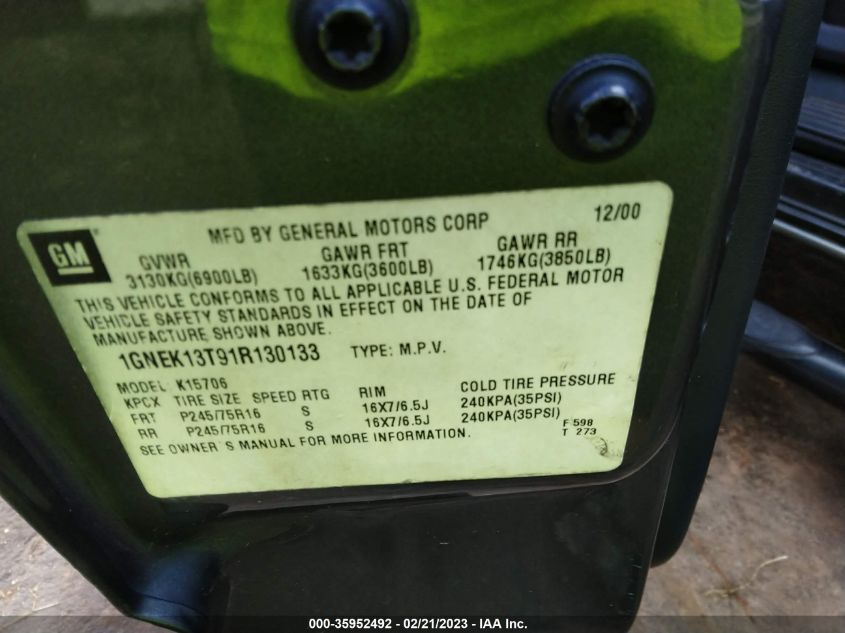 GM
MFD BY GENERAL MOTORS CORP 12/00
GVWR GAWR FRT GAWR RR
3130KG(6900LB) 1633KG(3600LB) 1746KG(3850LB)
THIS VEHICLE CONFORMS TO ALL APPLICABLE U.S. FEDERAL MOTOR
VEHICLE SAFETY STANDARDS IN EFFECT ON THE DATE OF
MANUFACTURE SHOWN ABOVE.
1GNEK13T91R130133 TYPE: M.P.V.
MODEL K15706
KPCX TIRE SIZE SPEED RTG RIM COLD TIRE PRESSURE
FRT P245/75R16 S 16X7/6.5J 240KPA(35PSI)
RR P245/75R16 S 16X7/6.5J 240KPA(35PSI)
SEE OWNER'S MANUAL FOR MORE INFORMATION.
F 598
T 273
000-35952492 - 02/21/2023 - IAA Inc.